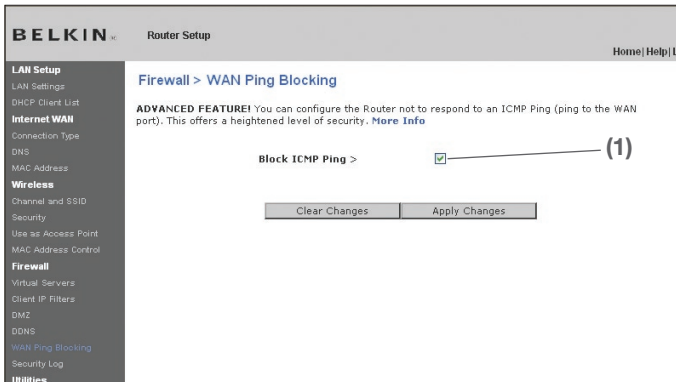 BELKIN
Router Setup
Home|Help|L
LAN Setup
LAN Settings
DHCP Client List
Internet WAN
Connection Type
DNS
MAC Address
Wireless
Channel and SSID
Security
Use as Access Point
MAC Address Control
Firewall
Virtual Servers
Client IP Filters
DMZ
DDNS
WAN Ping Blocking
Security Log
Utilities
Firewall > WAN Ping Blocking
ADVANCED FEATURE! You can configure the Router not to respond to an ICMP Ping (ping to the WAN
port). This offers a heightened level of security. More Info
Block ICMP Ping >
(1)
Clear Changes
Apply Changes